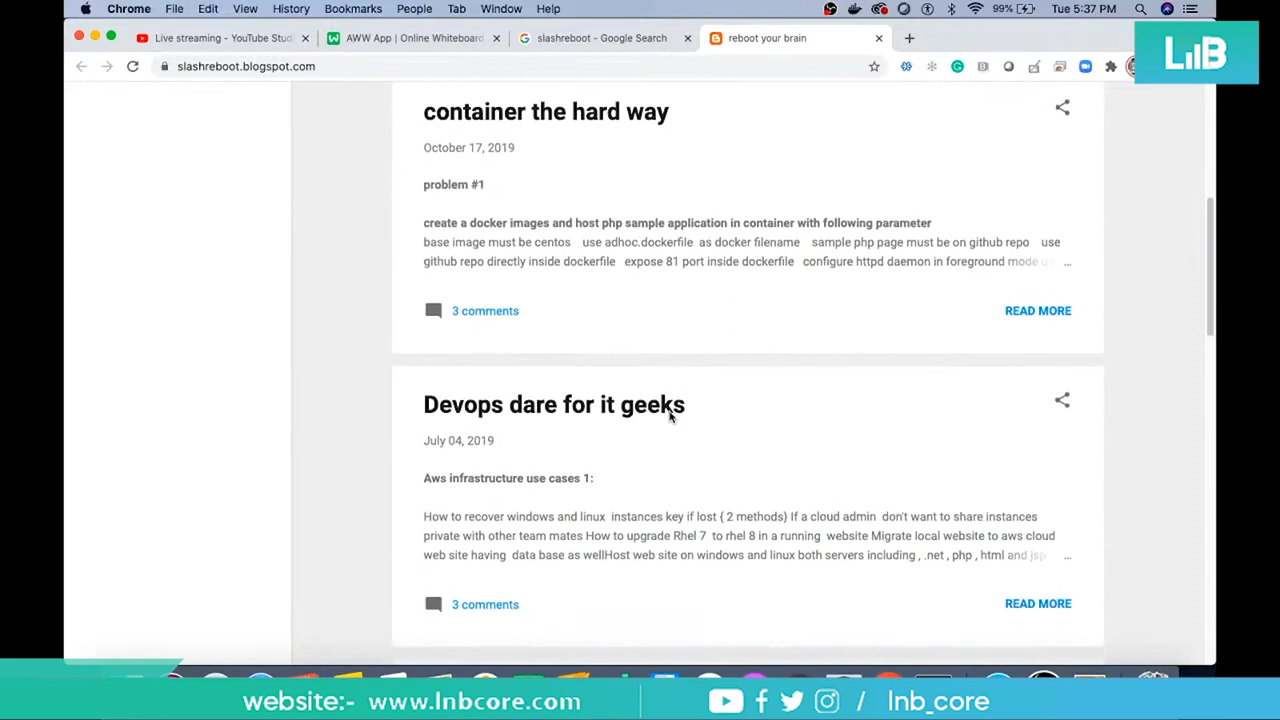 Chrome File Edit View History Bookmarks People Tab Window Help 99% Tue 5:37 PM
Live streaming - YouTube Stud AWW App | Online Whiteboard slashreboot - Google Search reboot your brain
slashreboot.blogspot.com
LNB
container the hard way
October 17, 2019
problem #1
create a docker images and host php sample application in container with following parameter
base image must be centos use adhoc.dockerfile as docker filename sample php page must be on github repo use
github repo directly inside dockerfile expose 81 port inside dockerfile configure httpd daemon in foreground mode ...
3 comments READ MORE
Devops dare for it geeks
July 04, 2019
Aws infrastructure use cases 1:
How to recover windows and linux instances key if lost { 2 methods} If a cloud admin don't want to share instances
private with other team mates How to upgrade Rhel 7 to rhel 8 in a running website Migrate local website to aws cloud
web site having data base as wellHost web site on windows and linux both servers including , .net , php , html and jsp ...
3 comments READ MORE
website:- www.lnbcore.com / lnb_core